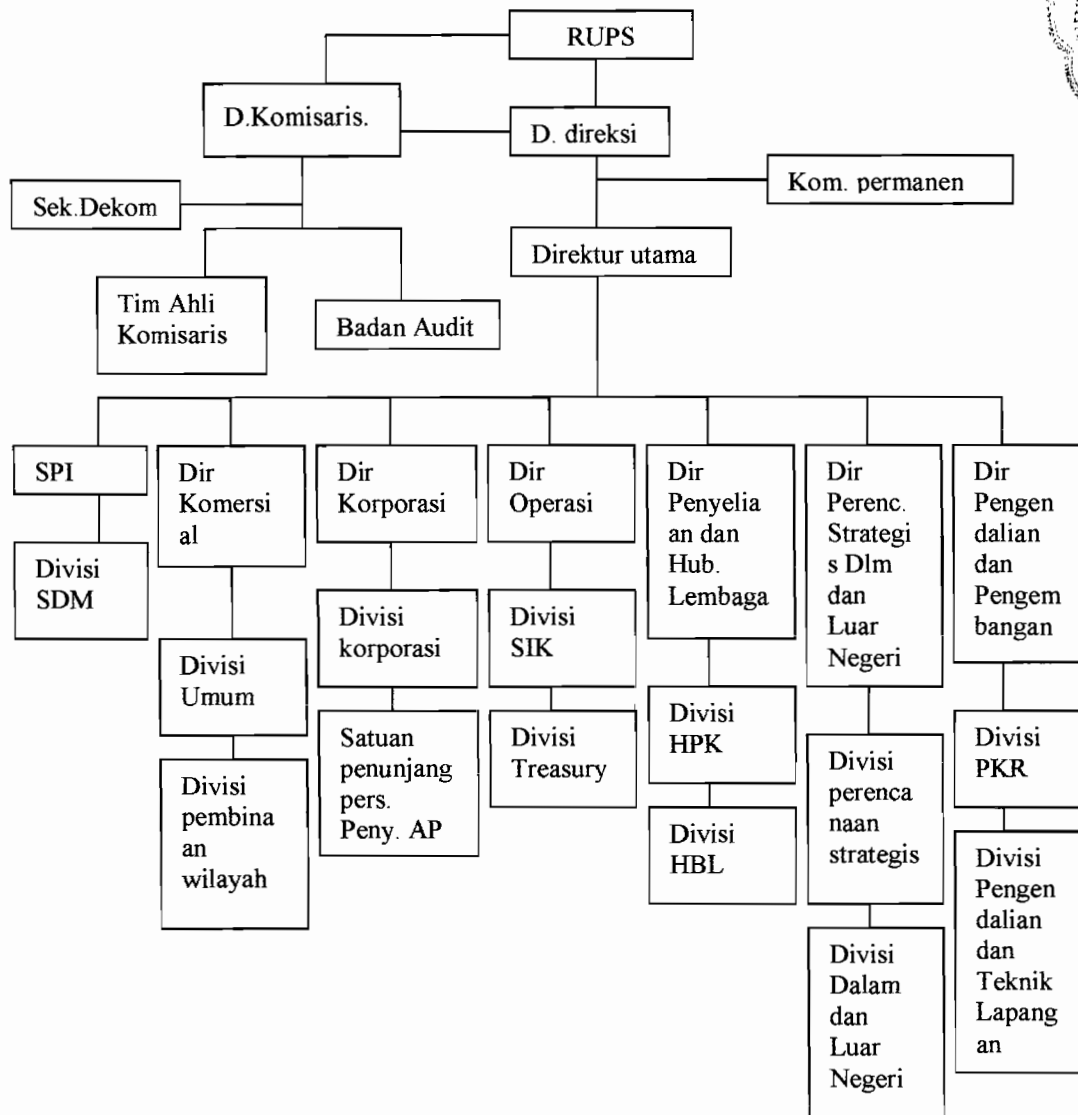 RUPS
D.Komisaris.
D. direksi
Kom. permanen
Sek.Dekom
Direktur utama
Tim Ahli
Komisaris
Badan Audit
SPI
Divisi
SDM
Dir
Komersi
al
Divisi
Umum
Divisi
pembina
an
wilayah
Dir
Korporasi
Divisi
korporasi
Satuan
penunjang
pers.
Peny. AP
Dir
Operasi
Divisi
SIK
Divisi
Treasury
Dir
Penyelia
an dan
Hub.
Lembaga
Divisi
HPK
Divisi
HBL
Dir
Perenc.
Strategi
s Dlm
dan
Luar
Negeri
Divisi
perenca
naan
strategis
Divisi
Dalam
dan
Luar
Negeri
Dir
Pengen
dalian
dan
Pengem
bangan
Divisi
PKR
Divisi
Pengen
dalian
dan
Teknik
Lapang
an